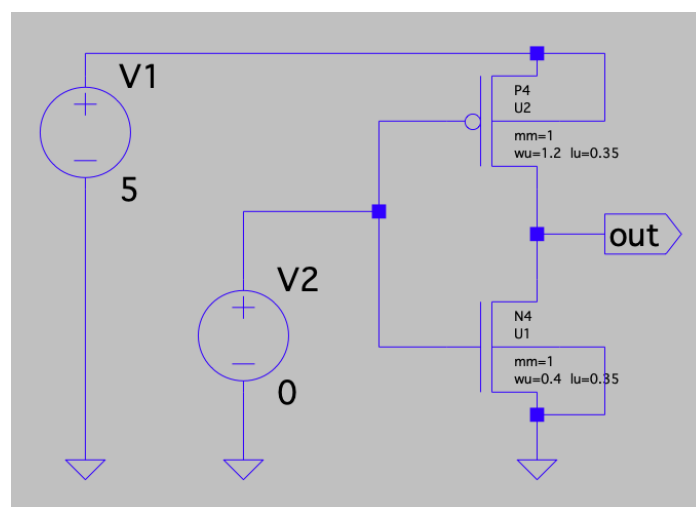 V1
5
P4
U2
mm=1
wu=1.2 lu=0.35
out
V2
0
N4
U1
mm=1
wu=0.4 lu=0.35